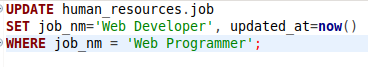 UPDATE human_resources.job
SET job_nm='Web Developer', updated_at=now()
WHERE job_nm = 'Web Programmer';